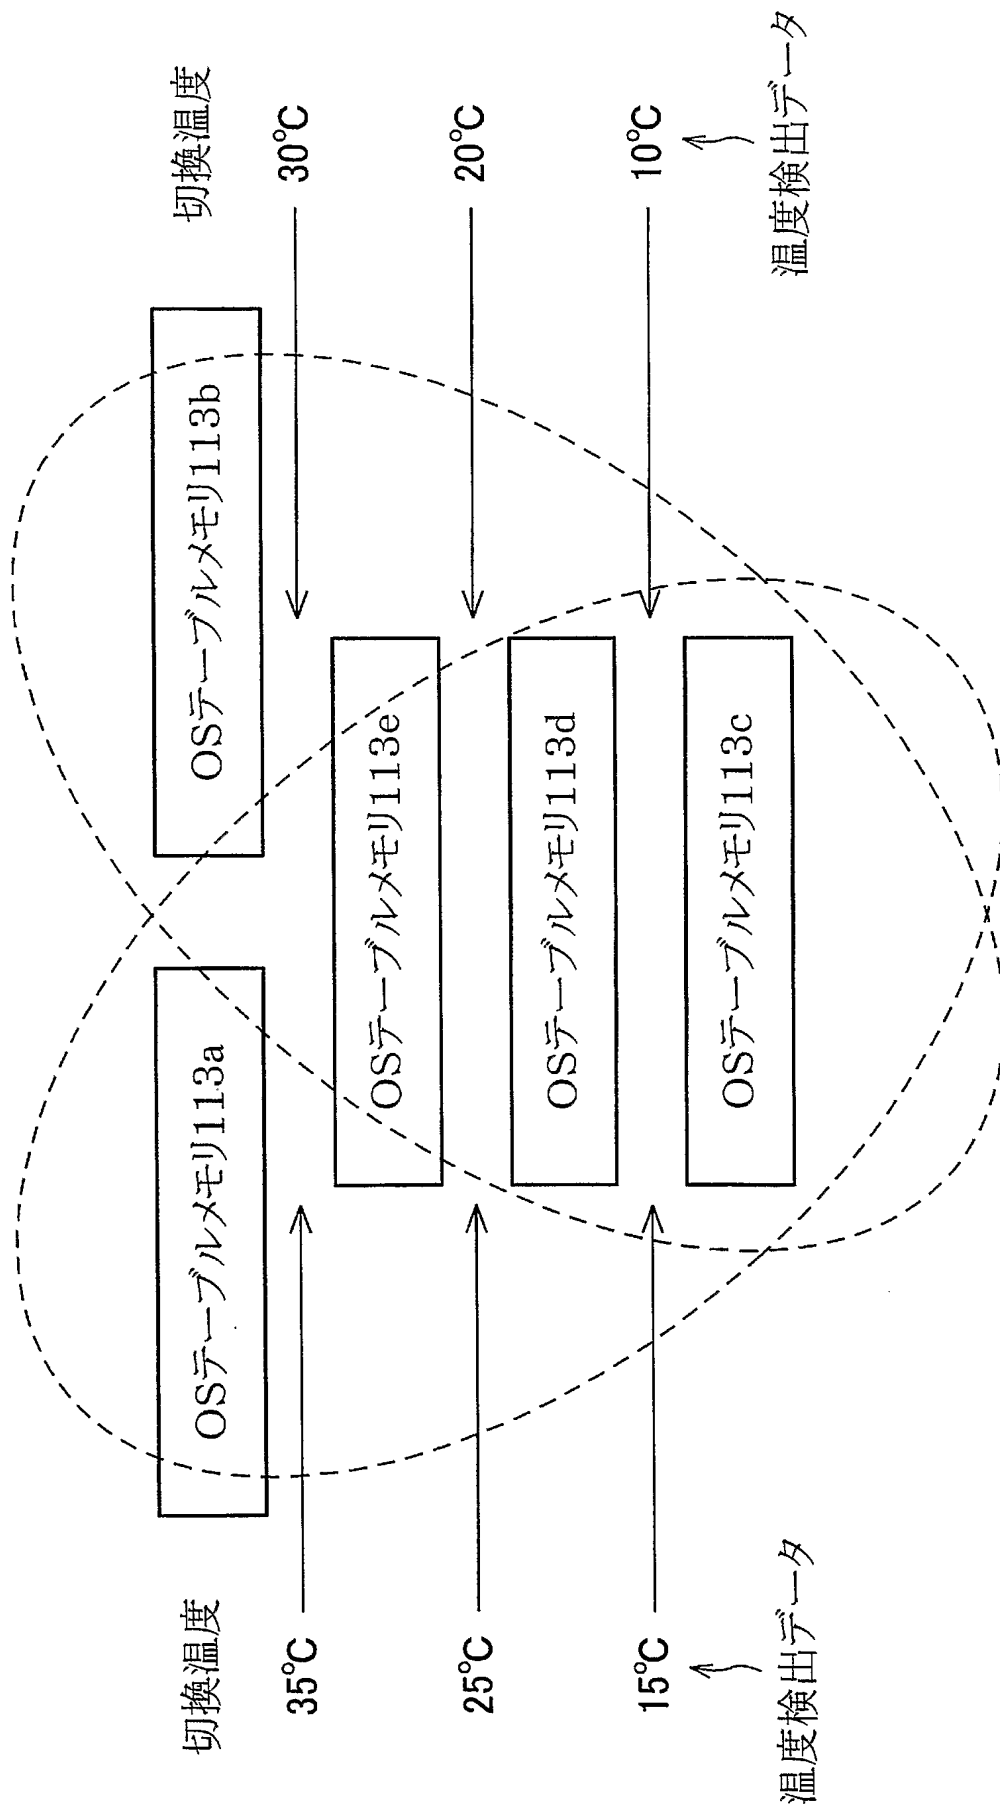 切換温度
切換温度
OSテーブルメモリ113a
OSテーブルメモリ113b
35°C
30°C
OSテーブルメモリ113e
25°C
20°C
OSテーブルメモリ113d
15°C
10°C
OSテーブルメモリ113c
温度検出データ
温度検出データ